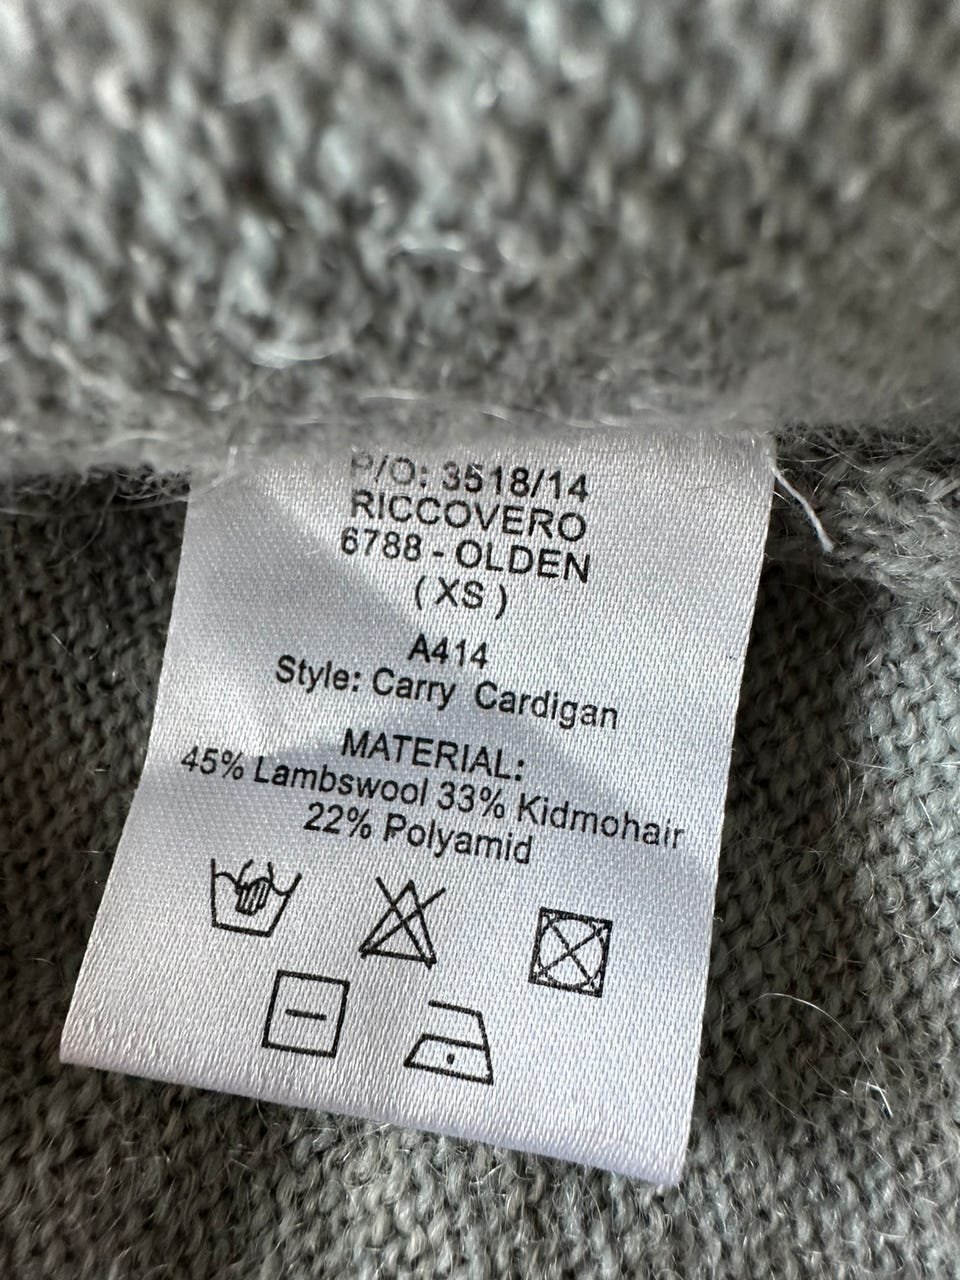 P/O: 3518/14
RICCOVERO
6788 - OLDEN
( XS )
A414
Style: Carry Cardigan
MATERIAL:
45% Lambswool 33% Kidmohair
22% Polyamid